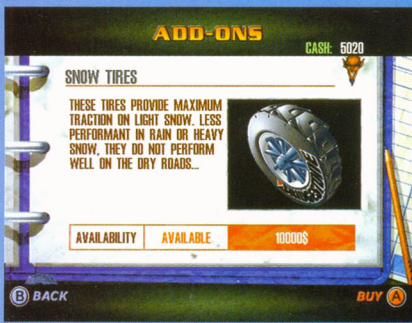 ADD-ONS
CASH: 5020
SNOW TIRES
THESE TIRES PROVIDE MAXIMUM
TRACTION ON LIGHT SNOW. LESS
PERFORMANT IN RAIN OR HEAVY
SNOW, THEY DO NOT PERFORM
WELL ON THE DRY ROADS...
AVAILABILITY AVAILABLE 10000$
B BACK
BUY A